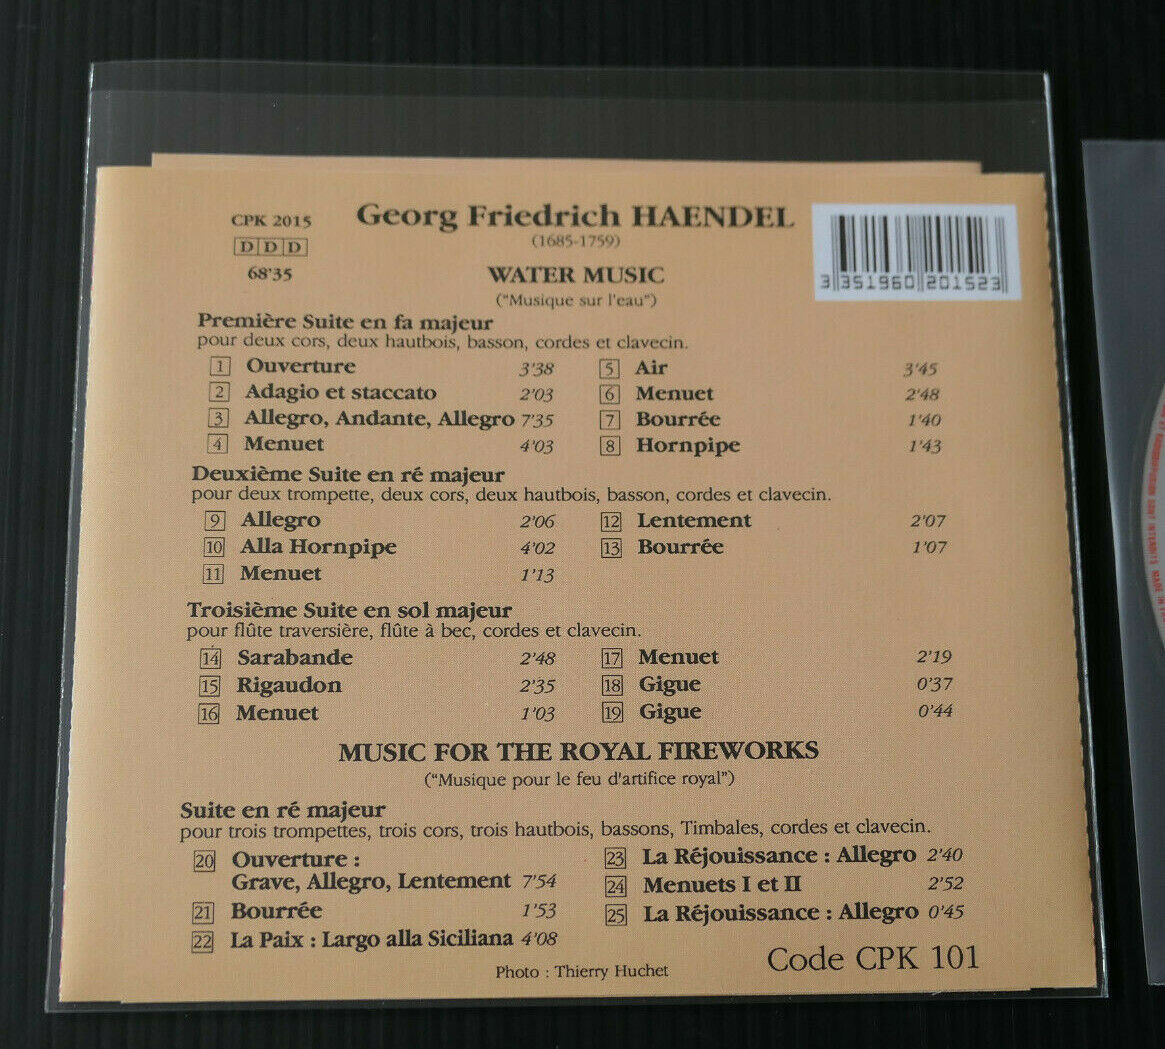 CPK 2015
DDD
68'35
Georg Friedrich HAENDEL
(1685-1759)
WATER MUSIC
("Musique sur l'eau")
3 351960 201523
Première Suite en fa majeur
pour deux cors, deux hautbois, basson, cordes et clavecin.
1 Ouverture 3'38
2 Adagio et staccato 2'03
3 Allegro, Andante, Allegro 7'35
4 Menuet 4'03
5 Air 3'45
6 Menuet 2'48
7 Bourrée 1'40
8 Hornpipe 1'43
Deuxième Suite en ré majeur
pour deux trompette, deux cors, deux hautbois, basson, cordes et clavecin.
9 Allegro 2'06
10 Alla Hornpipe 4'02
11 Menuet 1'13
12 Lentement 2'07
13 Bourrée 1'07
Troisième Suite en sol majeur
pour flûte traversière, flûte à bec, cordes et clavecin.
14 Sarabande 2'48
15 Rigaudon 2'35
16 Menuet 1'03
17 Menuet 2'19
18 Gigue 0'37
19 Gigue 0'44
MUSIC FOR THE ROYAL FIREWORKS
("Musique pour le feu d'artifice royal")
Suite en ré majeur
pour trois trompettes, trois cors, trois hautbois, bassons, Timbales, cordes et clavecin.
20 Ouverture :
Grave, Allegro, Lentement 7'54
21 Bourrée 1'53
22 La Paix : Largo alla Siciliana 4'08
23 La Réjouissance : Allegro 2'40
24 Menuets I et II 2'52
25 La Réjouissance : Allegro 0'45
Photo : Thierry Huchet
Code CPK 101
SONT INTERDITS MADE IN